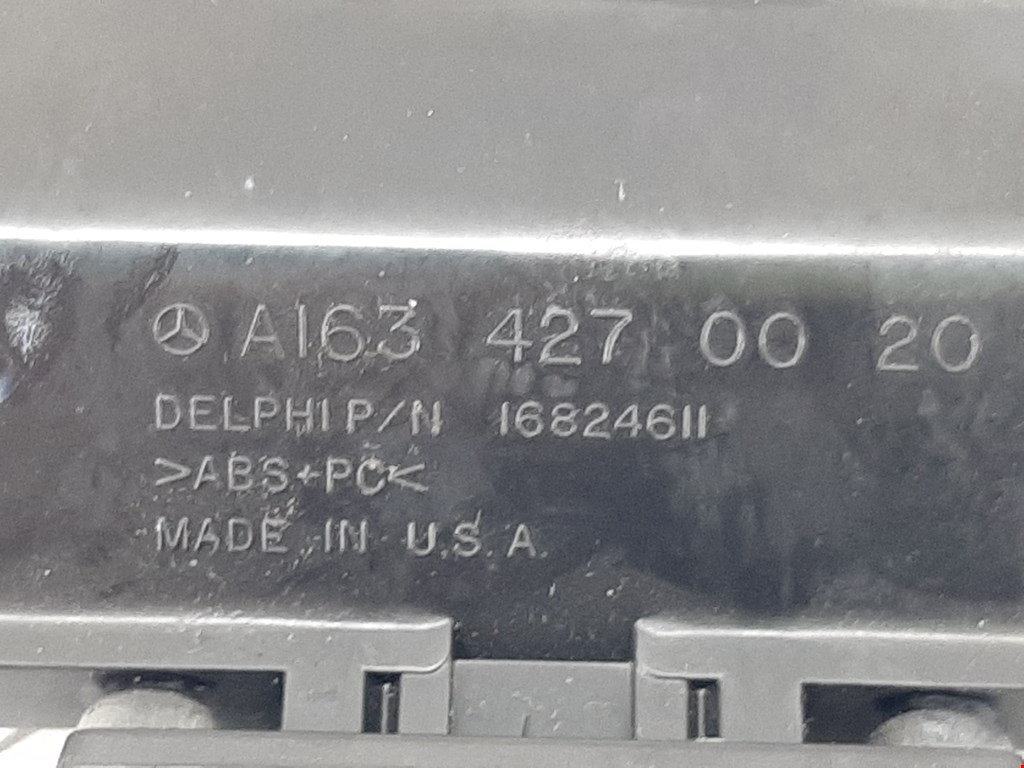 A163 427 00 20
DELPHI P/N 16824611
>ABS+PC<
MADE IN U.S.A.